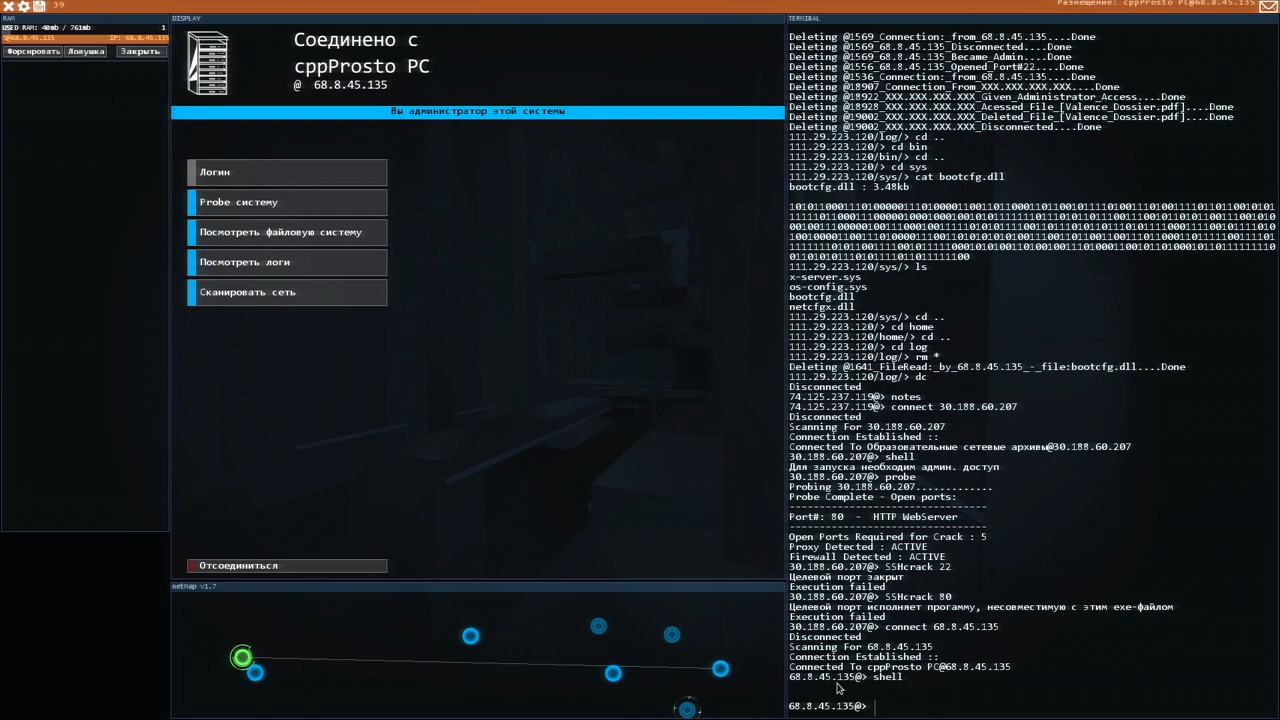 39
Размещение: cppProsto PC@68.8.45.135
RAM
USED RAM: 40mb / 761mb 1
IP: 68.8.45.135
Форсировать Ловушка Закрыть
DISPLAY
Соединено с
cppProsto PC
@ 68.8.45.135
Вы администратор этой системы
Логин
Probe систему
Посмотреть файловую систему
Посмотреть логи
Сканировать сеть
Отсоединиться
netMap v1.7
TERMINAL
Deleting @1569_Connection:_from_68.8.45.135....Done
Deleting @1569_68.8.45.135_Disconnected....Done
Deleting @1569_68.8.45.135_Became_Admin....Done
Deleting @1556_68.8.45.135_Opened_Port#22....Done
Deleting @1536_Connection:_from_68.8.45.135....Done
Deleting @18907_Connection_From_XXX.XXX.XXX.XXX....Done
Deleting @18922_XXX.XXX.XXX.XXX_Given_Administrator_Access....Done
Deleting @18928_XXX.XXX.XXX.XXX_Acessed_File_[Valence_Dossier.pdf]....Done
Deleting @19002_XXX.XXX.XXX.XXX_Deleted_File_[Valence_Dossier.pdf]....Done
Deleting @19002_XXX.XXX.XXX.XXX_Disconnected....Done
111.29.223.120/log/> cd ..
111.29.223.120/> cd bin
111.29.223.120/bin/> cd ..
111.29.223.120/> cd sys
111.29.223.120/sys/> cat bootcfg.dll
bootcfg.dll : 3.48kb
111.29.223.120/sys/> ls
x-server.sys
os-config.sys
bootcfg.dll
netcfgx.dll
111.29.223.120/sys/> cd ..
111.29.223.120/> cd home
111.29.223.120/home/> cd ..
111.29.223.120/> cd log
111.29.223.120/log/> rm *
Deleting @1641_FileRead:_by_68.8.45.135_-_file:bootcfg.dll....Done
111.29.223.120/log/> dc
Disconnected
74.125.237.119@> notes
74.125.237.119@> connect 30.188.60.207
Disconnected
Scanning For 30.188.60.207
Connection Established ::
Connected To Образовательные сетевые архивы@30.188.60.207
30.188.60.207@> shell
Для запуска необходим админ. доступ
30.188.60.207@> probe
Probing 30.188.60.207.............
Probe Complete - Open ports:
---------------------------------
Port#: 80 - HTTP WebServer
---------------------------------
Open Ports Required for Crack : 5
Proxy Detected : ACTIVE
Firewall Detected : ACTIVE
30.188.60.207@> SSHcrack 22
Целевой порт закрыт
Execution failed
30.188.60.207@> SSHcrack 80
Целевой порт исполняет прогамму, несовместимую с этим exe-файлом
Execution failed
30.188.60.207@> connect 68.8.45.135
Disconnected
Scanning For 68.8.45.135
Connection Established ::
Connected To cppProsto PC@68.8.45.135
68.8.45.135@> shell
68.8.45.135@>